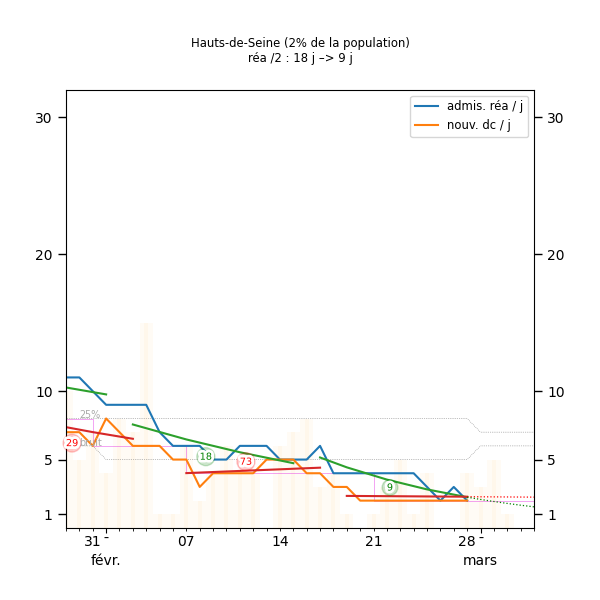 Hauts-de-Seine (2% de la population)
réa /2 : 18 j –> 9 j
admis. réa / j
nouv. dc / j
30
30
20
20
10
10
25%
29
brut
18
73
9
5
5
1
1
31 -
07
14
21
28 -
févr.
mars